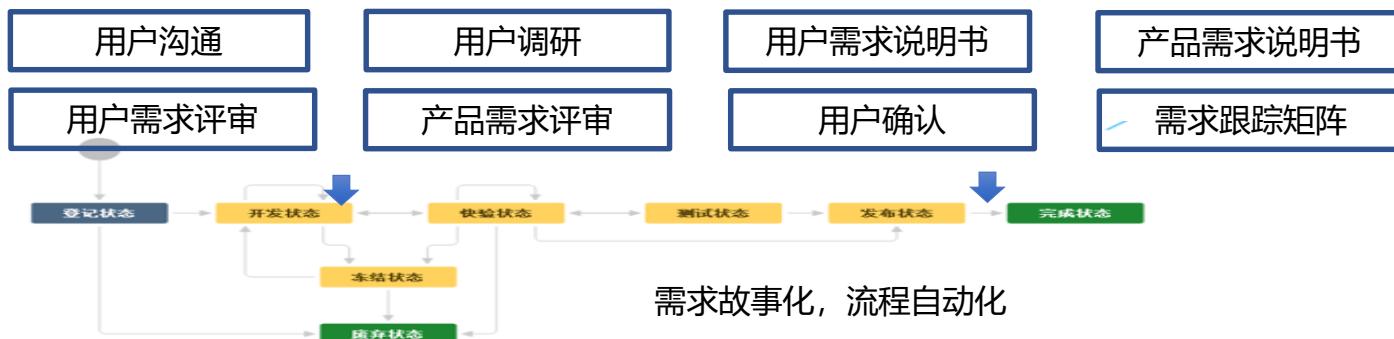 用户沟通
用户调研
用户需求说明书
产品需求说明书
用户需求评审
产品需求评审
用户确认
需求跟踪矩阵
登记状态
开发状态
快验状态
测试状态
发布状态
完成状态
冻结状态
需求故事化，流程自动化
废弃状态